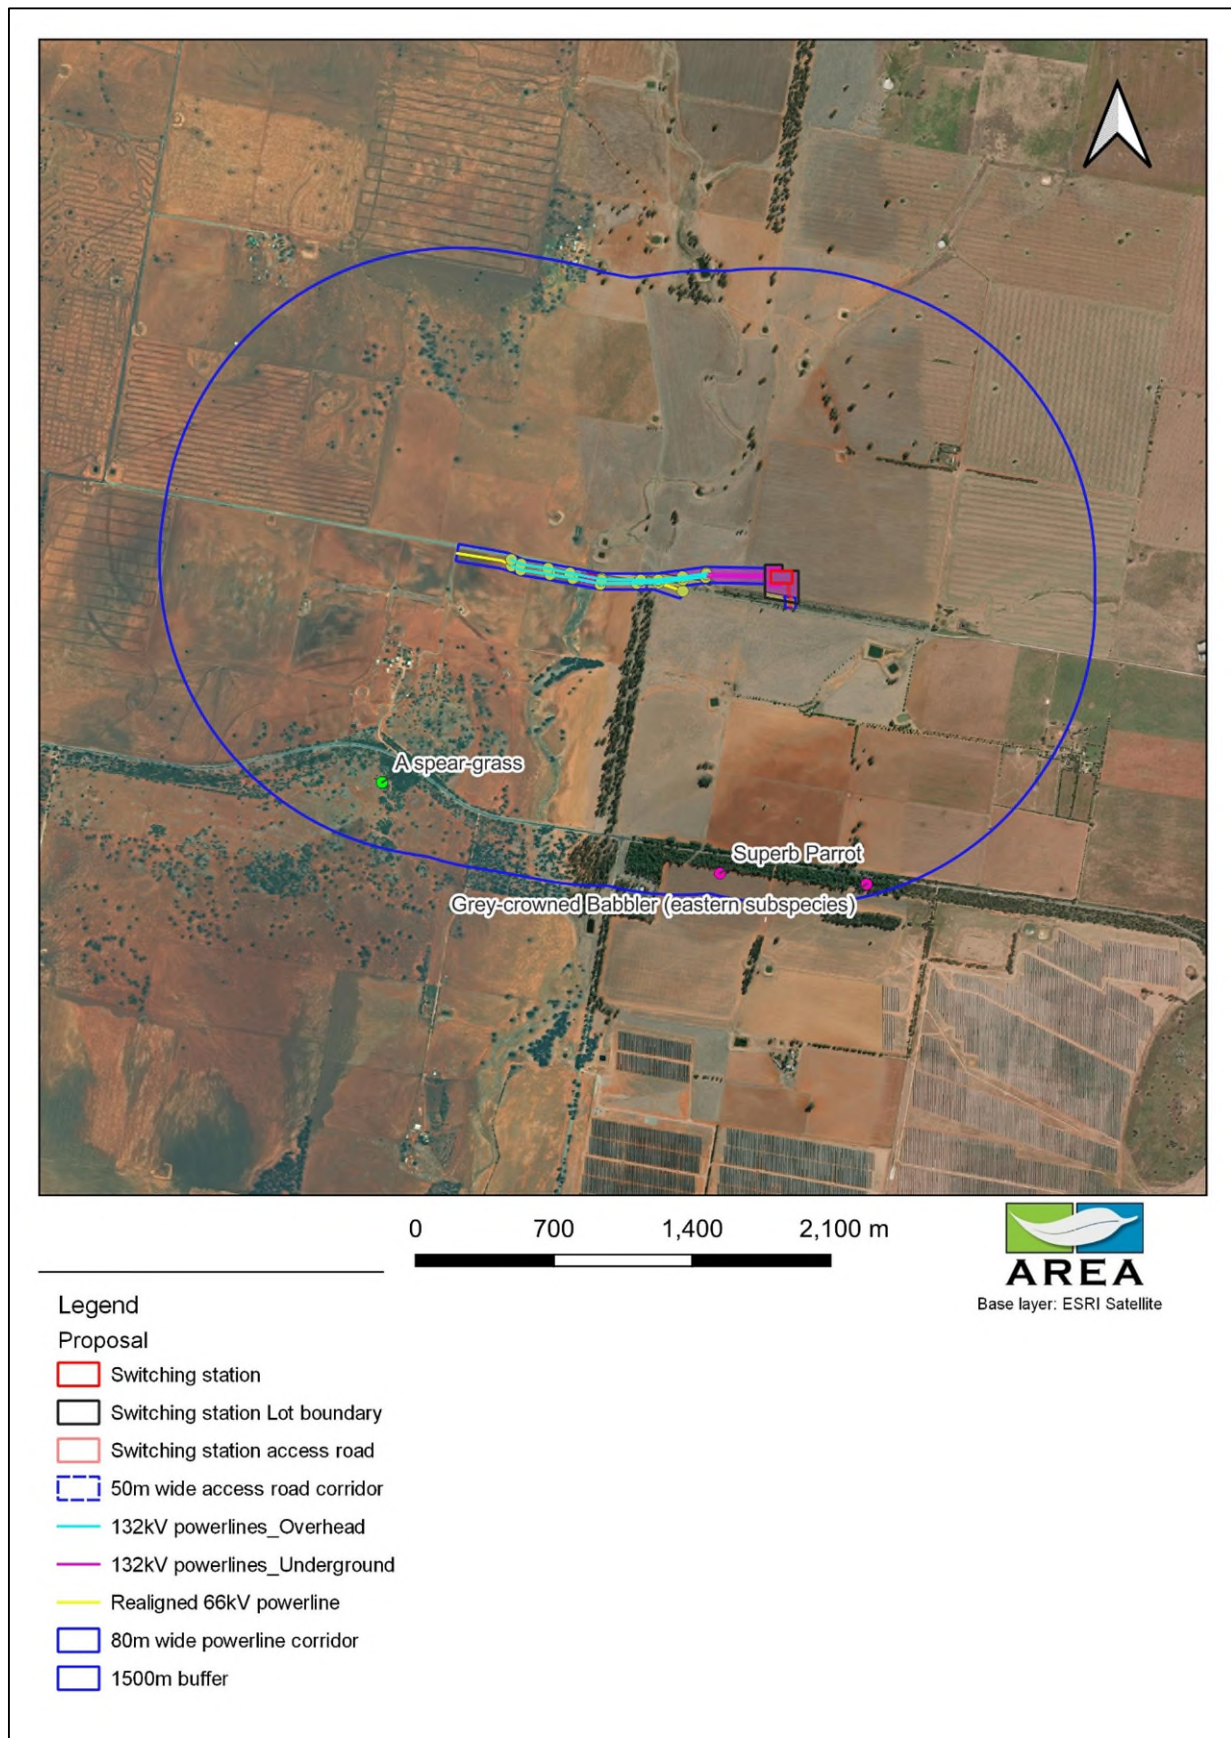 A spear-grass
Superb Parrot
Grey-crowned Babbler (eastern subspecies)
0 700 1,400 2,100 m
AREA
Base layer: ESRI Satellite
Legend
Proposal
Switching station
Switching station Lot boundary
Switching station access road
50m wide access road corridor
132kV powerlines_Overhead
132kV powerlines_Underground
Realigned 66kV powerline
80m wide powerline corridor
1500m buffer